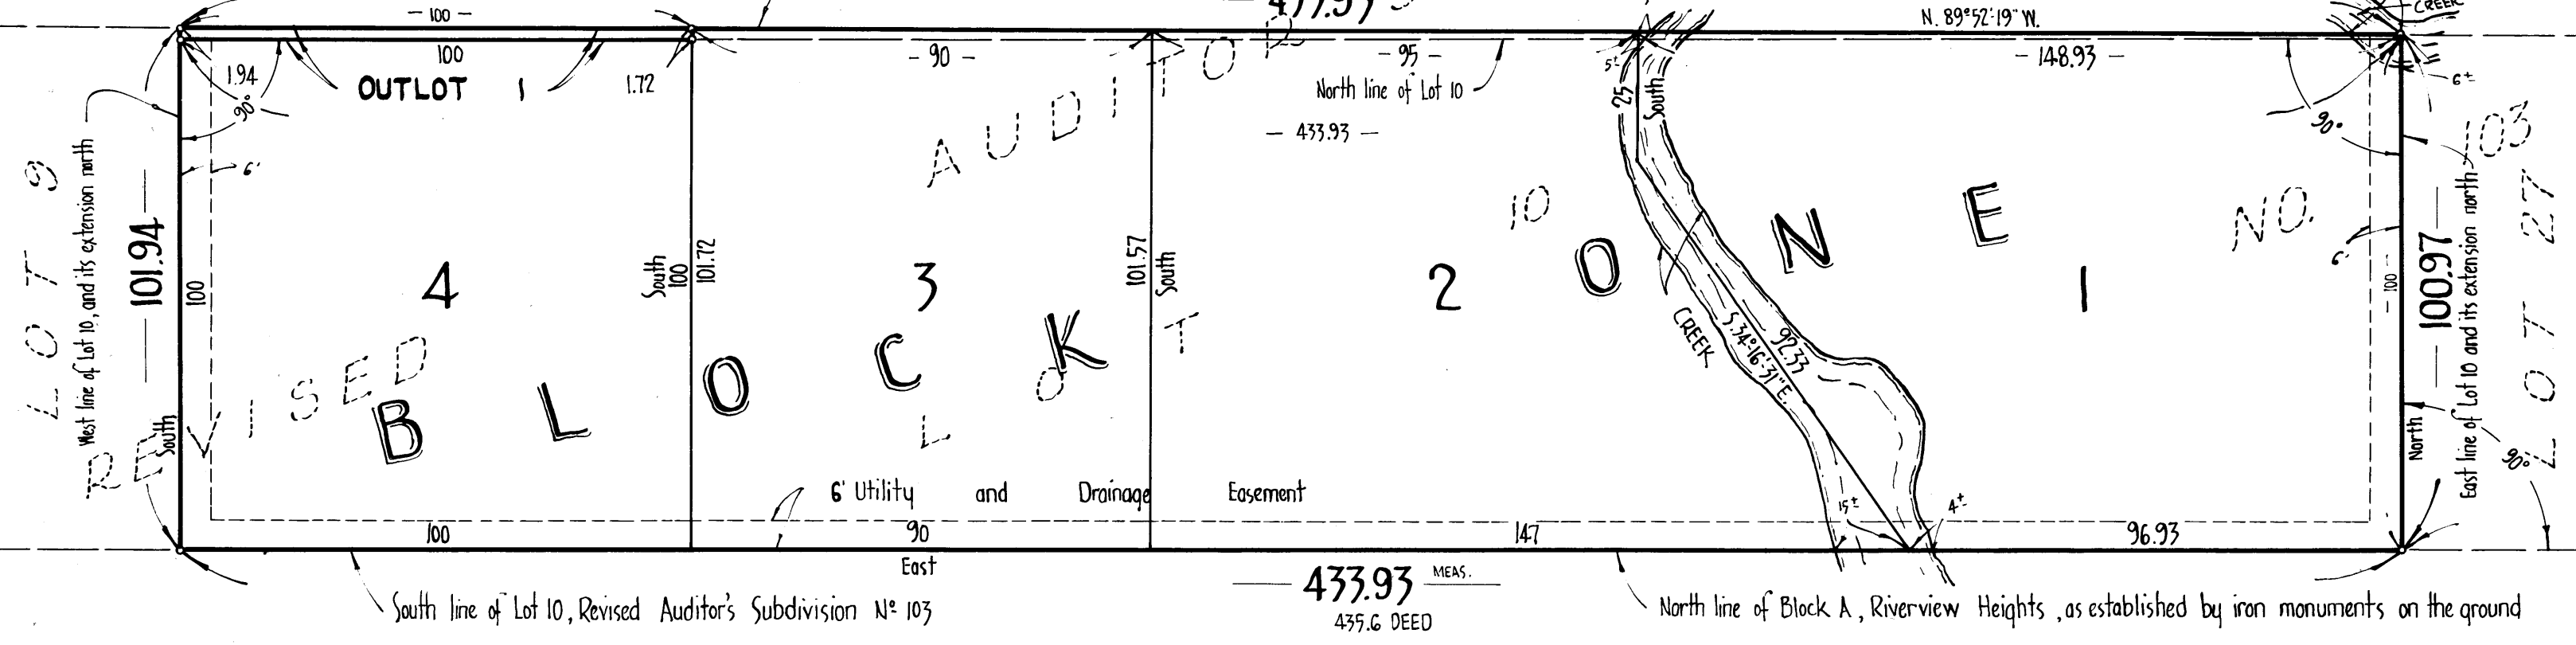 - 100 -
433.93
N. 89°52'19" W.
CREEK
100
- 90 -
- 95 -
- 148.93 -
1.94
90°
OUTLOT 1
1.72
North line of Lot 10
- 433.93 -
5±
25
South
6±
90°
6'
AUDITOR
10
103
NO.
LOT 9
West line of Lot 10, and its extension north
101.94
100
South
4
South
100
101.72
3
101.57
South
2
1
6'
- 100 -
100.97
North
East line of Lot 10 and its extension north
90°
LOT 27
REVISED
BLOCK ONE
LOT
CREEK
S.34°16'31"E.
92.33
6' Utility and Drainage Easement
15±
4±
100
90
147
96.93
East
433.93 MEAS.
435.6 DEED
South line of Lot 10, Revised Auditor's Subdivision Nº 103
North line of Block A, Riverview Heights, as established by iron monuments on the ground